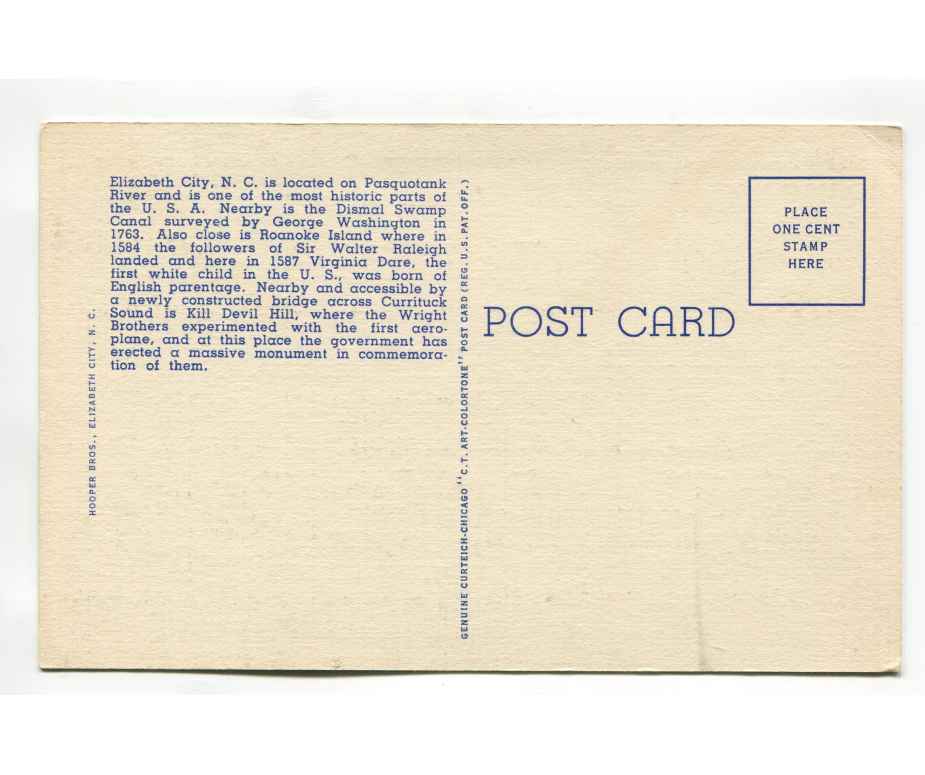 Elizabeth City, N. C. is located on Pasquotank
River and is one of the most historic parts of
the U. S. A. Nearby is the Dismal Swamp
Canal surveyed by George Washington in
1763. Also close is Roanoke Island where in
1584 the followers of Sir Walter Raleigh
landed and here in 1587 Virginia Dare, the
first white child in the U. S., was born of
English parentage. Nearby and accessible by
a newly constructed bridge across Currituck
Sound is Kill Devil Hill, where the Wright
Brothers experimented with the first aero-
plane, and at this place the government has
erected a massive monument in commemora-
tion of them.
HOOPER BROS., ELIZABETH CITY, N. C.
GENUINE CURTEICH-CHICAGO "C.T. ART-COLORTONE" POST CARD (REG. U.S. PAT. OFF.)
POST CARD
PLACE
ONE CENT
STAMP
HERE